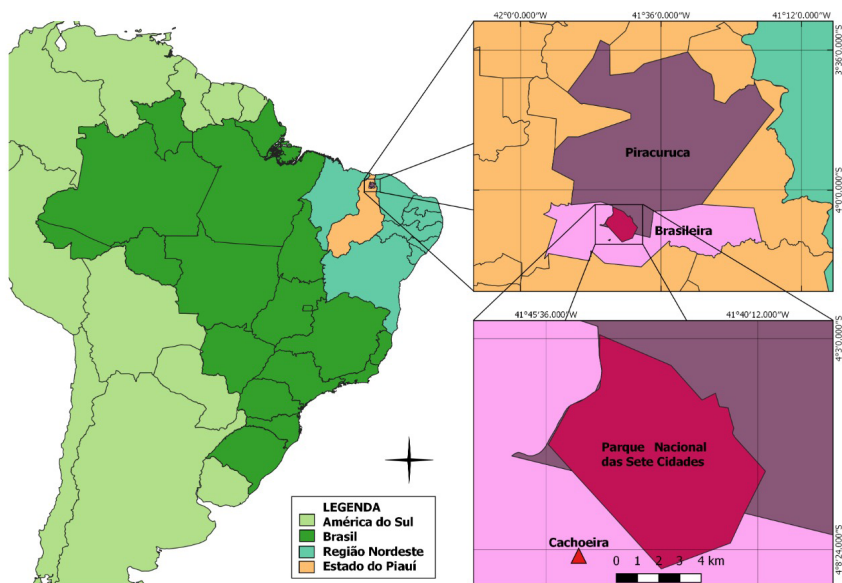 42°0'0.000"W
41°36'0.000"W
41°12'0.000"W
3°36'0.000"S
Piracuruca
4°0'0.000"S
Brasileira
41°45'36.000"W
41°40'12.000"W
4°3'0.000"S
Parque Nacional
das Sete Cidades
Cachoeira
0 1 2 3 4 km
4°8'24.000"S
LEGENDA
América do Sul
Brasil
Região Nordeste
Estado do Piauí